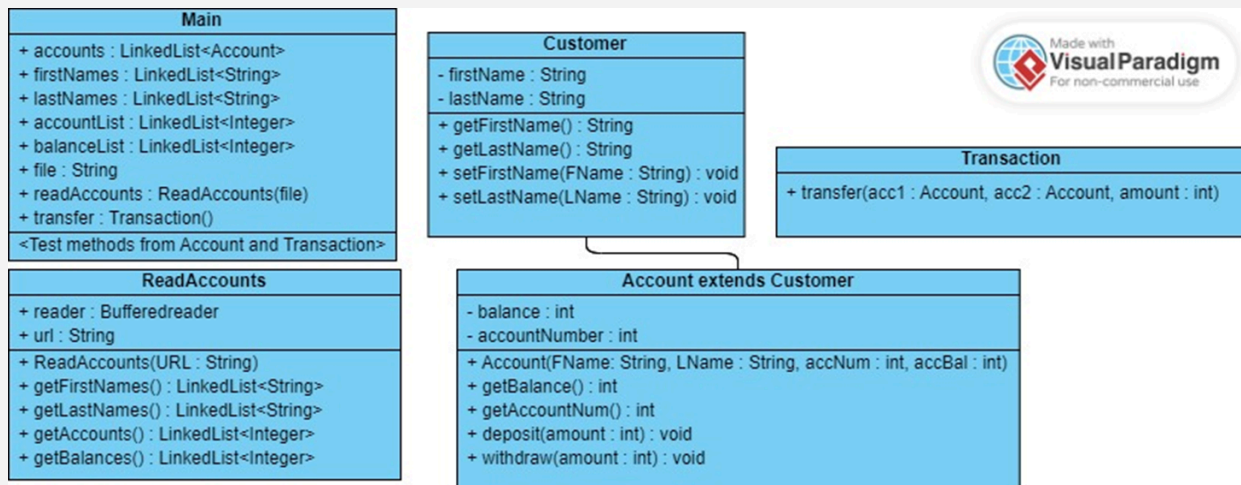 Main
+ accounts : LinkedList<Account>
+ firstNames : LinkedList<String>
+ lastNames : LinkedList<String>
+ accountList : LinkedList<Integer>
+ balanceList : LinkedList<Integer>
+ file : String
+ readAccounts : ReadAccounts(file)
+ transfer : Transaction()
<Test methods from Account and Transaction>
Customer
- firstName : String
- lastName : String
+ getFirstName() : String
+ getLastName() : String
+ setFirstName(FName : String) : void
+ setLastName(LName : String) : void
Made with
Visual Paradigm
For non-commercial use
Transaction
+ transfer(acc1 : Account, acc2 : Account, amount : int)
ReadAccounts
+ reader : Bufferedreader
+ url : String
+ ReadAccounts(URL : String)
+ getFirstNames() : LinkedList<String>
+ getLastNames() : LinkedList<String>
+ getAccounts() : LinkedList<Integer>
+ getBalances() : LinkedList<Integer>
Account extends Customer
- balance : int
- accountNumber : int
+ Account(FName: String, LName : String, accNum : int, accBal : int)
+ getBalance() : int
+ getAccountNum() : int
+ deposit(amount : int) : void
+ withdraw(amount : int) : void